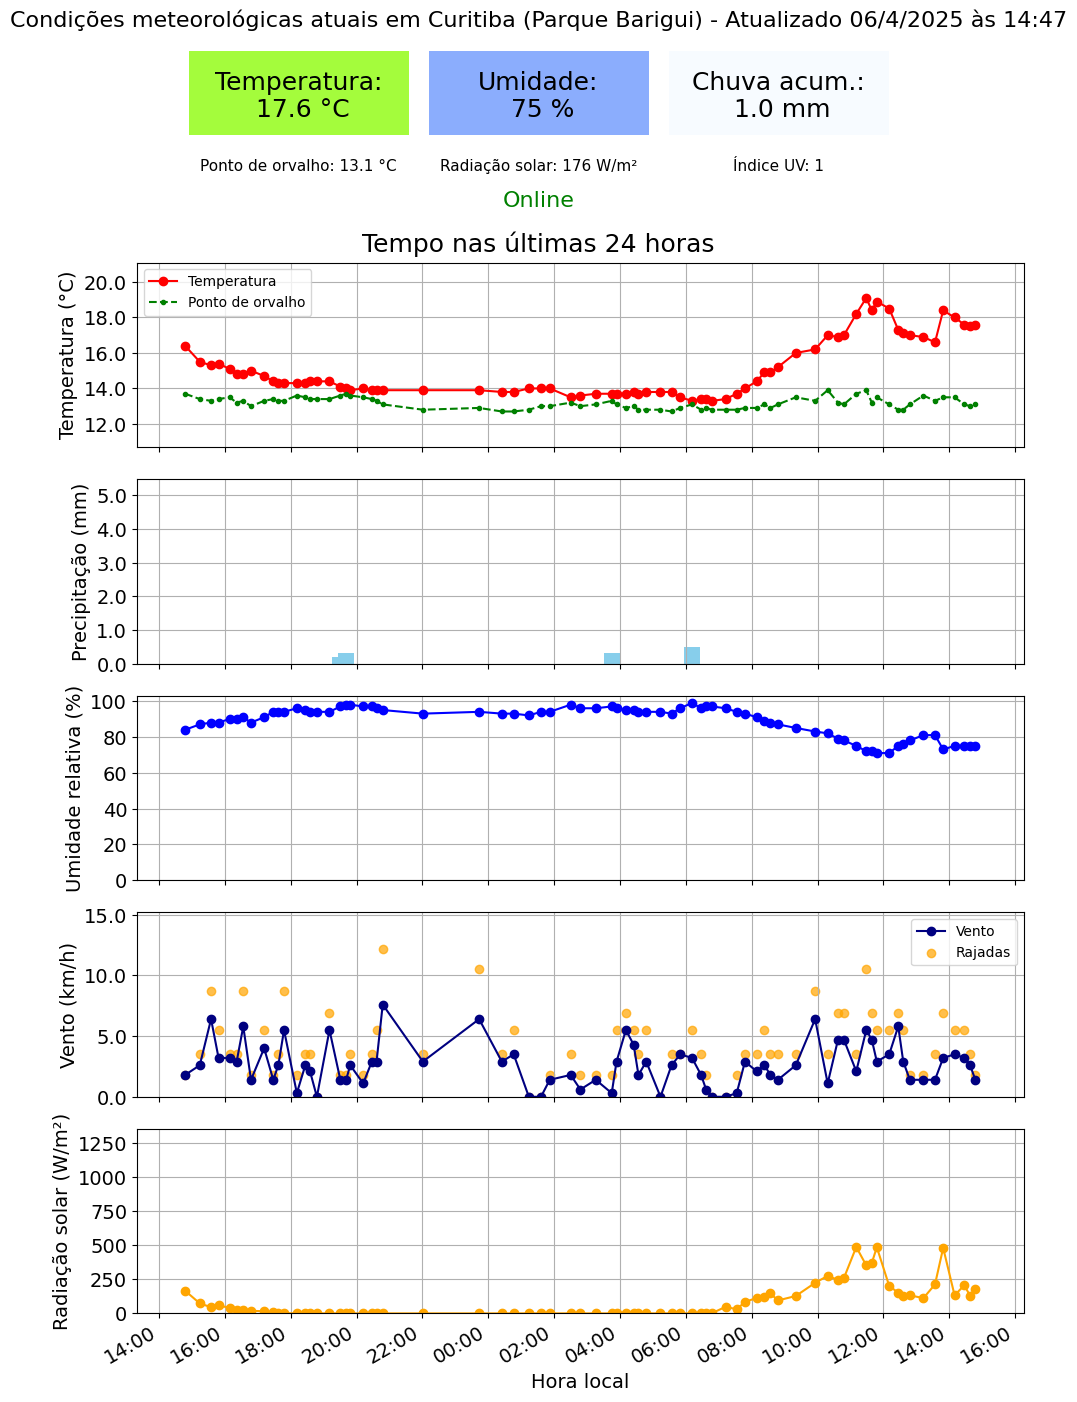 Condições meteorológicas atuais em Curitiba (Parque Barigui) - Atualizado 06/4/2025 às 14:47
Temperatura:
17.6 °C
Umidade:
75 %
Chuva acum.:
1.0 mm
Ponto de orvalho: 13.1 °C
Radiação solar: 176 W/m²
Índice UV: 1
Online
Tempo nas últimas 24 horas
Temperatura (°C)
20.0
18.0
16.0
14.0
12.0
Temperatura
Ponto de orvalho
Precipitação (mm)
5.0
4.0
3.0
2.0
1.0
0.0
Umidade relativa (%)
100
80
60
40
20
0
Vento (km/h)
15.0
10.0
5.0
0.0
Vento
Rajadas
Radiação solar (W/m²)
1250
1000
750
500
250
0
14:00
16:00
18:00
20:00
22:00
00:00
02:00
04:00
06:00
08:00
10:00
12:00
14:00
16:00
Hora local